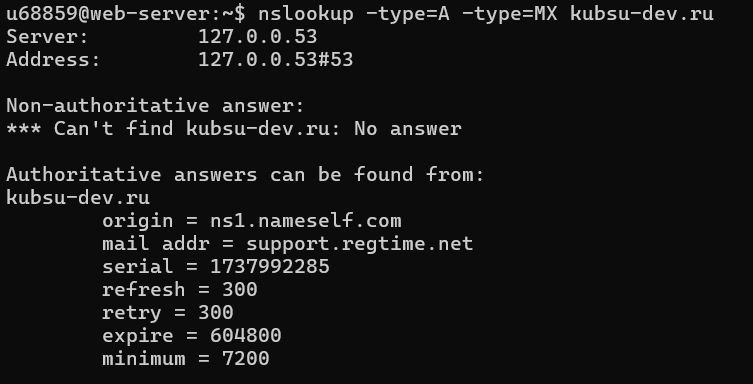 u68859@web-server:~$ nslookup -type=A -type=MX kubsu-dev.ru
Server:         127.0.0.53
Address:        127.0.0.53#53

Non-authoritative answer:
*** Can't find kubsu-dev.ru: No answer

Authoritative answers can be found from:
kubsu-dev.ru
        origin = ns1.nameself.com
        mail addr = support.regtime.net
        serial = 1737992285
        refresh = 300
        retry = 300
        expire = 604800
        minimum = 7200